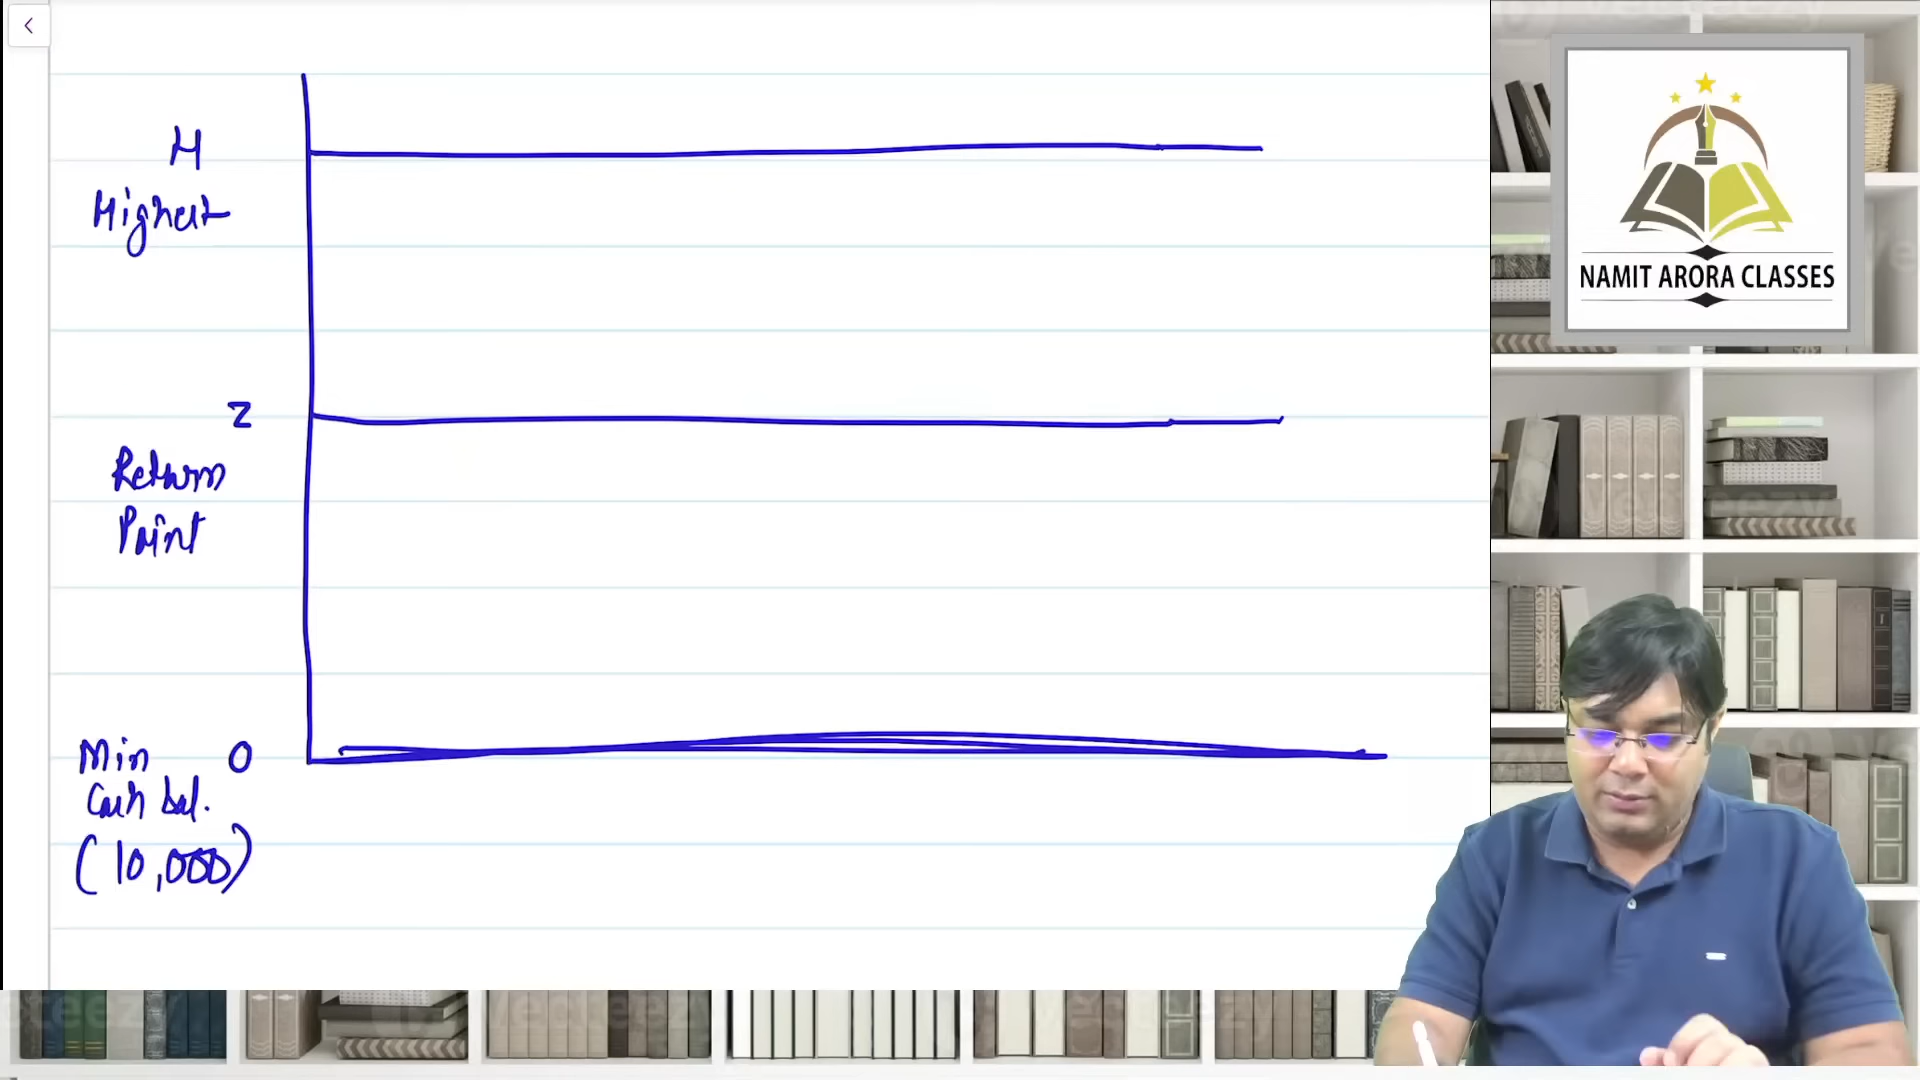 H
Highest
Z
Return
Point
Min 0
Cash bal.
(10,000)
NAMIT ARORA CLASSES